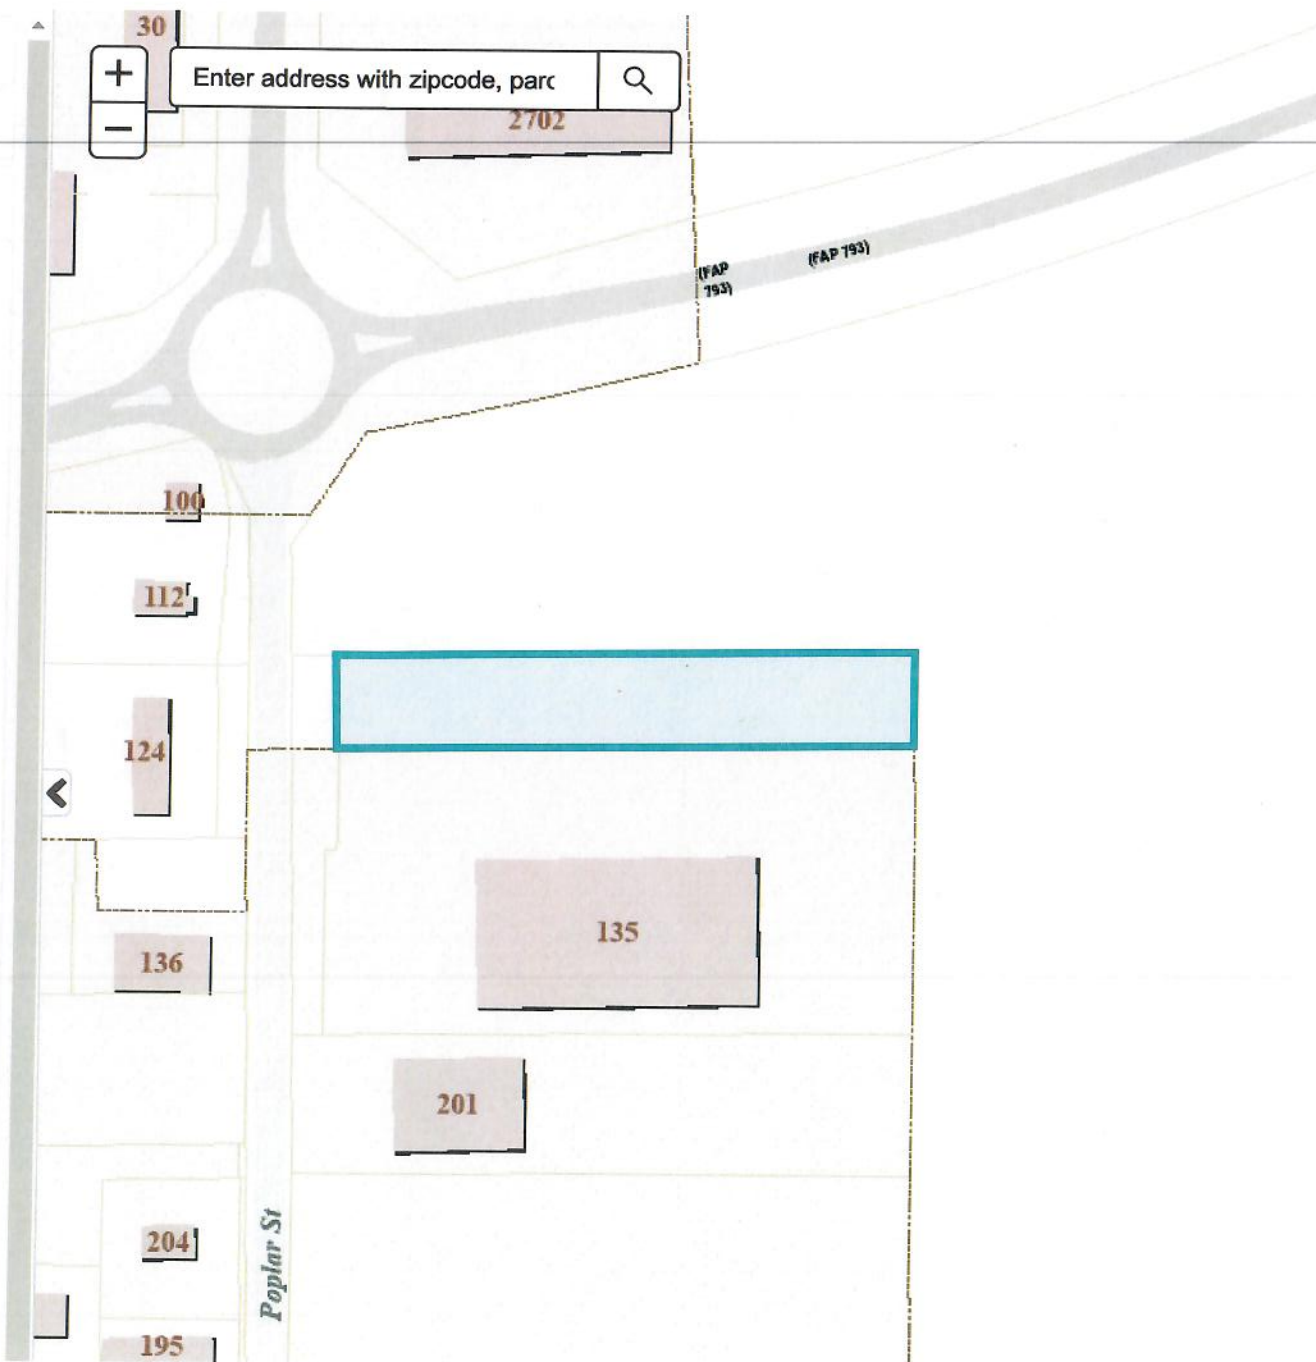 30
Enter address with zipcode, parc
2702
(FAP 793)
(FAP
793)
100
112
124
135
136
201
204
Poplar St
195